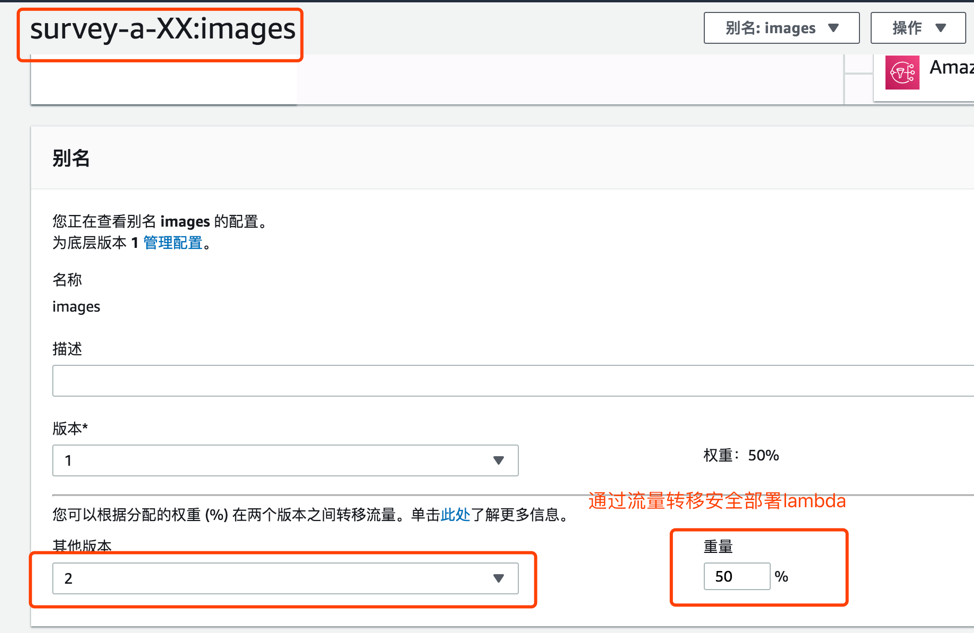 survey-a-XX:images
别名: images
操作
Amaz
别名
您正在查看别名 images 的配置。
为底层版本 1 管理配置。
名称
images
描述
版本*
1
权重：50%
通过流量转移安全部署lambda
您可以根据分配的权重 (%) 在两个版本之间转移流量。单击此处了解更多信息。
其他版本
重量
2
50 %